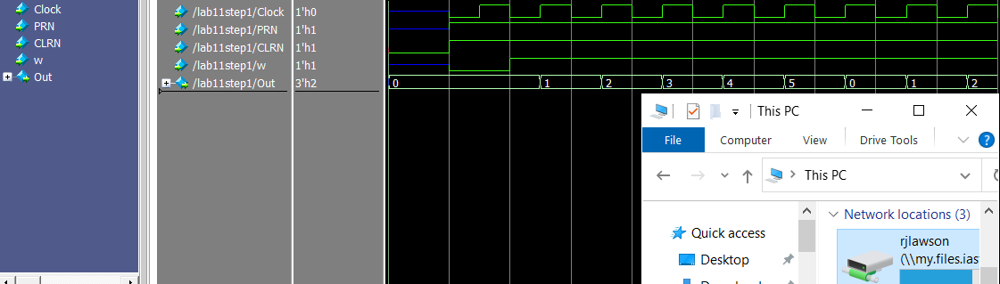 Clock
PRN
CLRN
w
Out
/lab11step1/Clock 1'h0
/lab11step1/PRN 1'h1
/lab11step1/CLRN 1'h1
/lab11step1/w 1'h1
/lab11step1/Out 3'h2
0 1 2 3 4 5 0 1 2
This PC
File Computer View Drive Tools
This PC
Quick access
Desktop
Network locations (3)
rjlawson
(\\my.files.ias